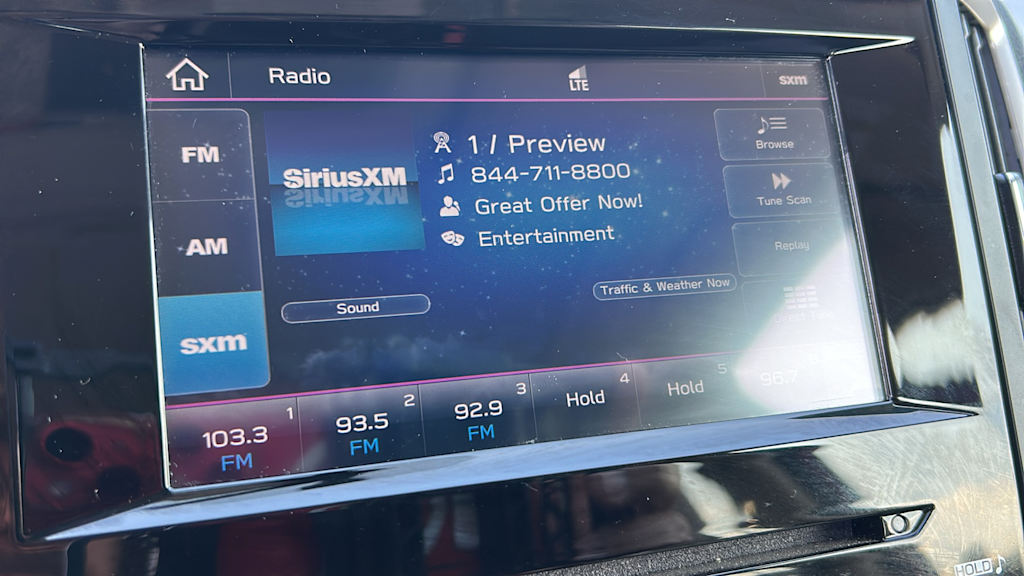 Radio
LTE
sxm
FM
AM
sxm
SiriusXM
1 / Preview
844-711-8800
Great Offer Now!
Entertainment
Browse
Tune Scan
Replay
Sound
Traffic & Weather Now
1
103.3
FM
2
93.5
FM
3
92.9
FM
4
Hold
5
Hold
96.7
HOLD